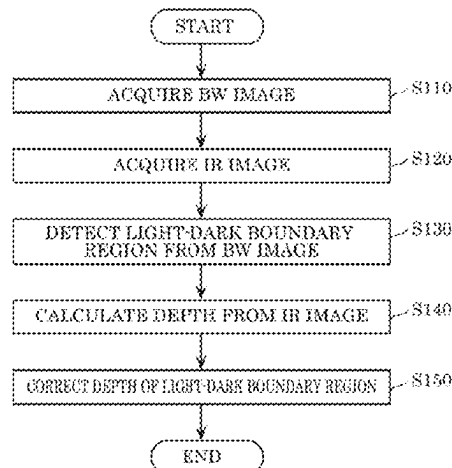 START
ACQUIRE BW IMAGE
S110
ACQUIRE IR IMAGE
S120
DETECT LIGHT-DARK BOUNDARY
REGION FROM BW IMAGE
S130
CALCULATE DEPTH FROM IR IMAGE
S140
CORRECT DEPTH OF LIGHT-DARK BOUNDARY REGION
S150
END